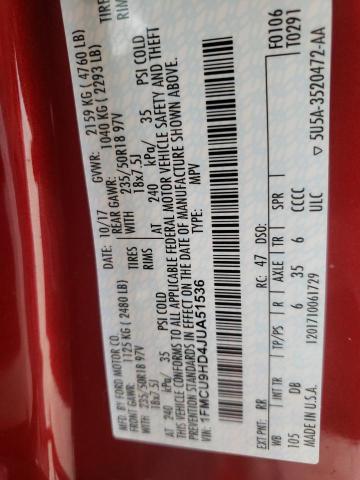 MFD. BY FORD MOTOR CO.
DATE: 10/17
GVWR: 2159 KG ( 4760 LB)
FRONT GAWR: 1125 KG ( 2480 LB)
REAR GAWR: 1040 KG ( 2293 LB)
WITH 235/50R18 97V TIRES
18x7.5J RIMS
AT 240 kPa/ 35 PSI COLD
WITH 235/50R18 97V TIRE
18x7.5J RIMS
AT 240 kPa/ 35 PSI COLD
THIS VEHICLE CONFORMS TO ALL APPLICABLE FEDERAL MOTOR VEHICLE SAFETY AND THEFT
PREVENTION STANDARDS IN EFFECT ON THE DATE OF MANUFACTURE SHOWN ABOVE.
VIN: 1FMCU9HD4JUA51536
TYPE: MPV
F0106
T0291
EXT PNT: RR RC: 47 DSO:
WB INT TR TP/PS R AXLE TR SPR
105 DB 6 35 6 CCCC
MADE IN U.S.A. 1201710061729 ULC
5U5A-3520472-AA